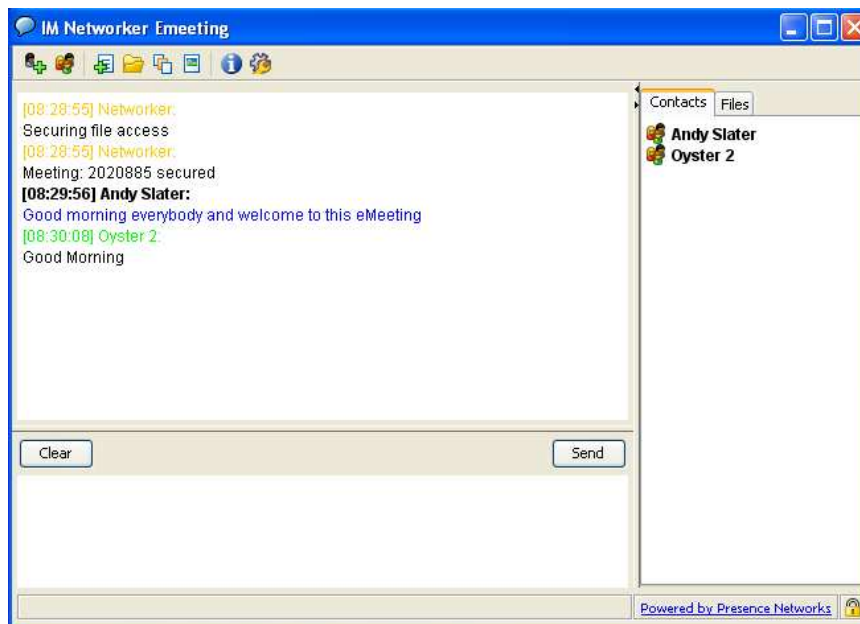 IM Networker Emeeting
[08:28:55] Networker:
Securing file access
[08:28:55] Networker:
Meeting: 2020885 secured
[08:29:56] Andy Slater:
Good morning everybody and welcome to this eMeeting
[08:30:08] Oyster 2:
Good Morning
Clear
Send
Contacts
Files
Andy Slater
Oyster 2
Powered by Presence Networks